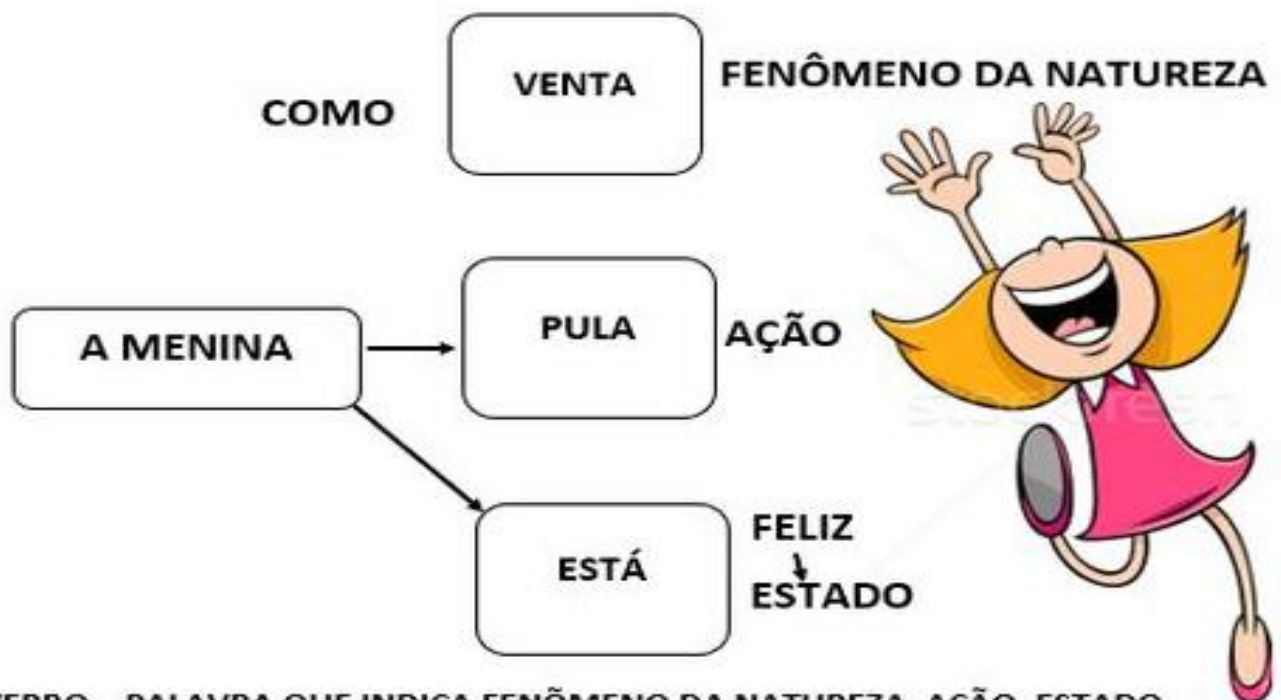 COMO VENTA FENÔMENO DA NATUREZA
A MENINA PULA AÇÃO
ESTÁ FELIZ
ESTADO
VERBO - PALAVRA QUE INDICA FENÔMENO DA NATUREZA, AÇÃO, ESTADO